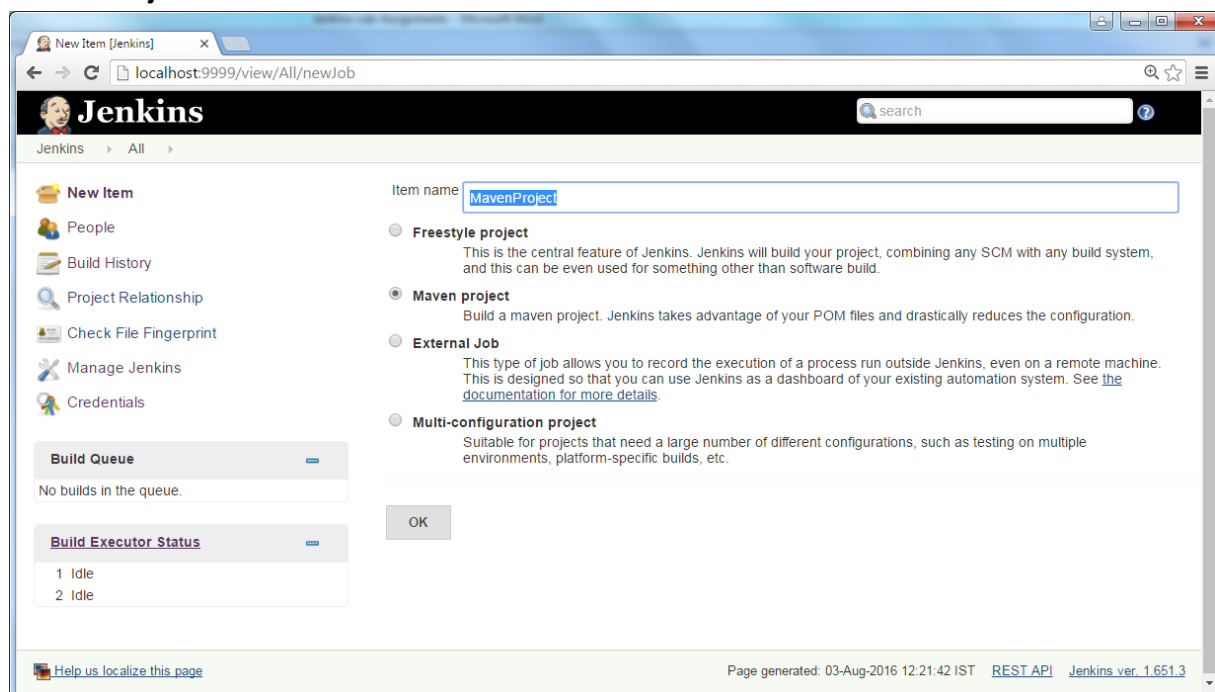 Jenkins Lab Assignments - Microsoft Word
New Item [Jenkins]
localhost:9999/view/All/newJob
Jenkins
search
Jenkins All
New Item
People
Build History
Project Relationship
Check File Fingerprint
Manage Jenkins
Credentials
Build Queue
No builds in the queue.
Build Executor Status
1 Idle
2 Idle
Item name MavenProject
Freestyle project
This is the central feature of Jenkins. Jenkins will build your project, combining any SCM with any build system,
and this can be even used for something other than software build.
Maven project
Build a maven project. Jenkins takes advantage of your POM files and drastically reduces the configuration.
External Job
This type of job allows you to record the execution of a process run outside Jenkins, even on a remote machine.
This is designed so that you can use Jenkins as a dashboard of your existing automation system. See the
documentation for more details.
Multi-configuration project
Suitable for projects that need a large number of different configurations, such as testing on multiple
environments, platform-specific builds, etc.
OK
Help us localize this page
Page generated: 03-Aug-2016 12:21:42 IST REST API Jenkins ver. 1.651.3